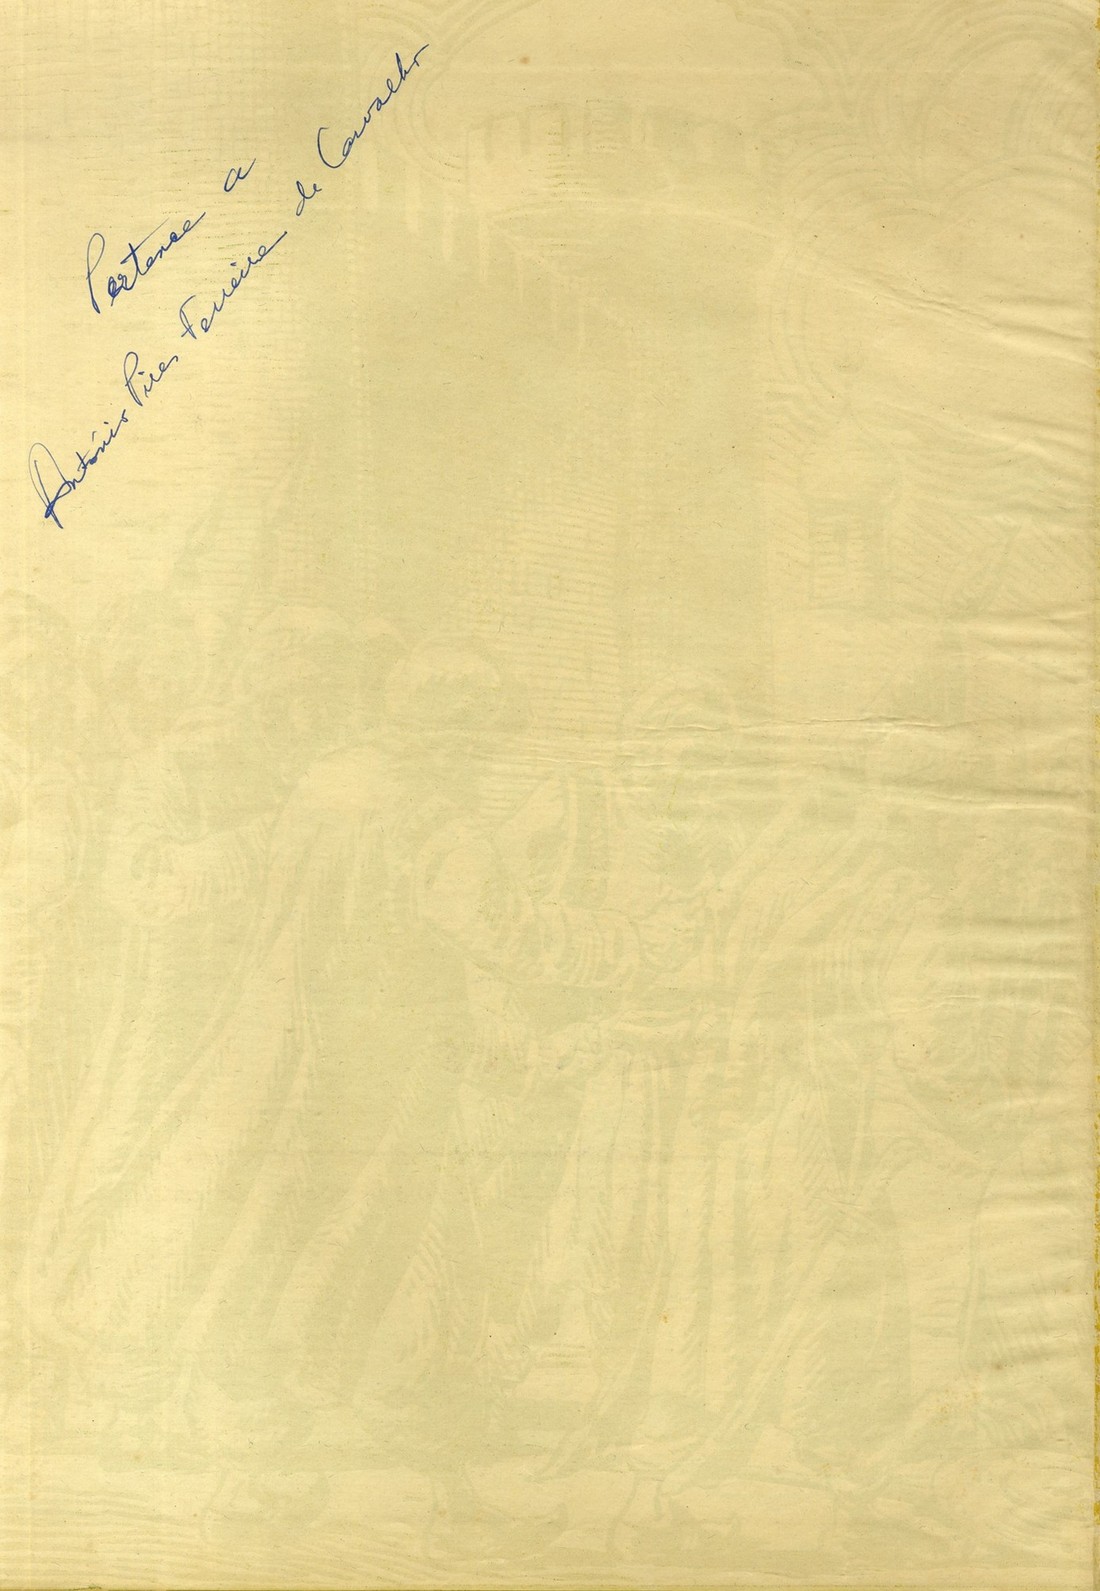 Pertence a
António Pires Ferreira de Carvalho